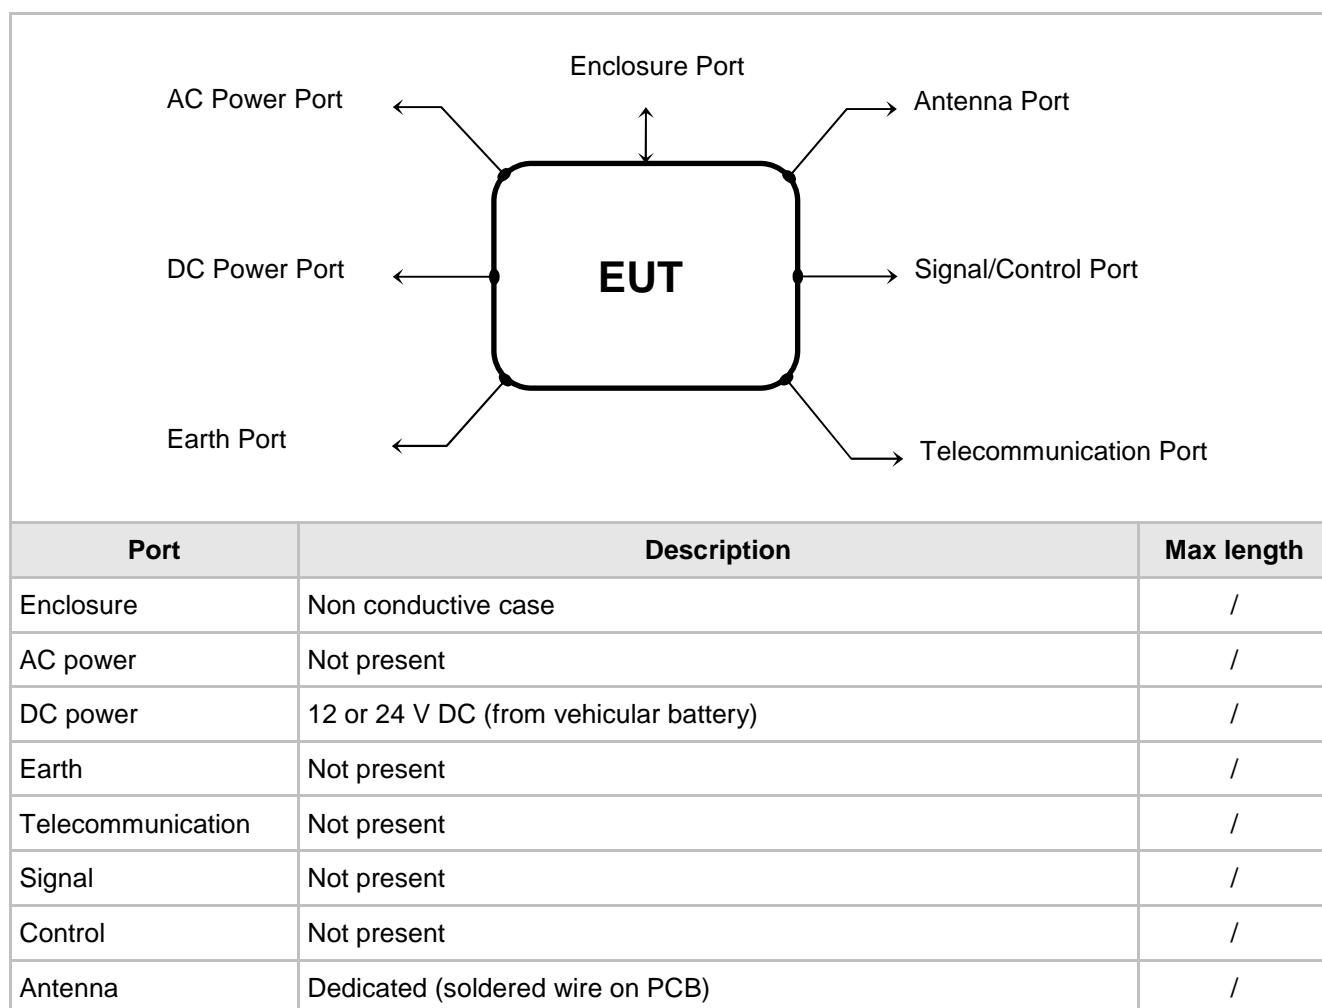 Enclosure Port
AC Power Port
Antenna Port
DC Power Port
EUT
Signal/Control Port
Earth Port
Telecommunication Port
Port Description Max length
Enclosure Non conductive case /
AC power Not present /
DC power 12 or 24 V DC (from vehicular battery) /
Earth Not present /
Telecommunication Not present /
Signal Not present /
Control Not present /
Antenna Dedicated (soldered wire on PCB) /